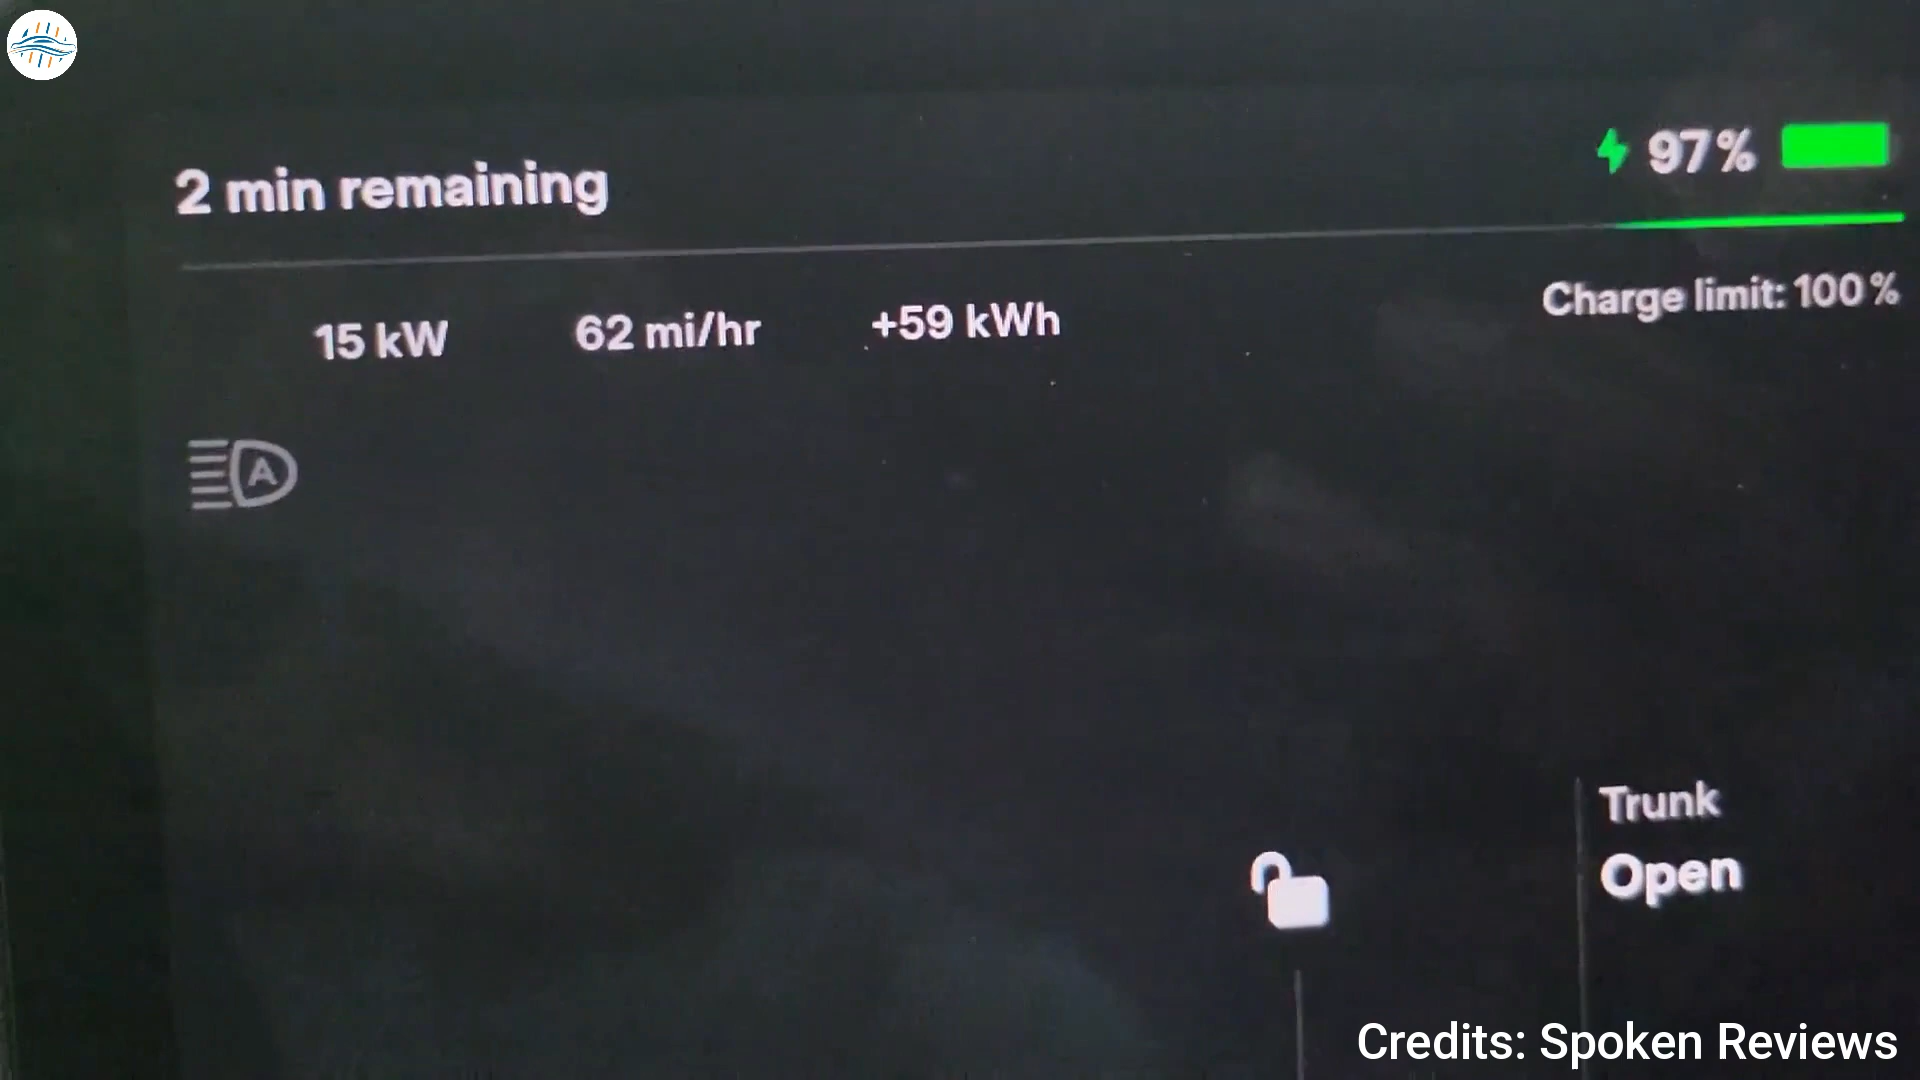 97%
2 min remaining
Charge limit: 100%
15 kW 62 mi/hr +59 kWh
A
Trunk
Open
Credits: Spoken Reviews